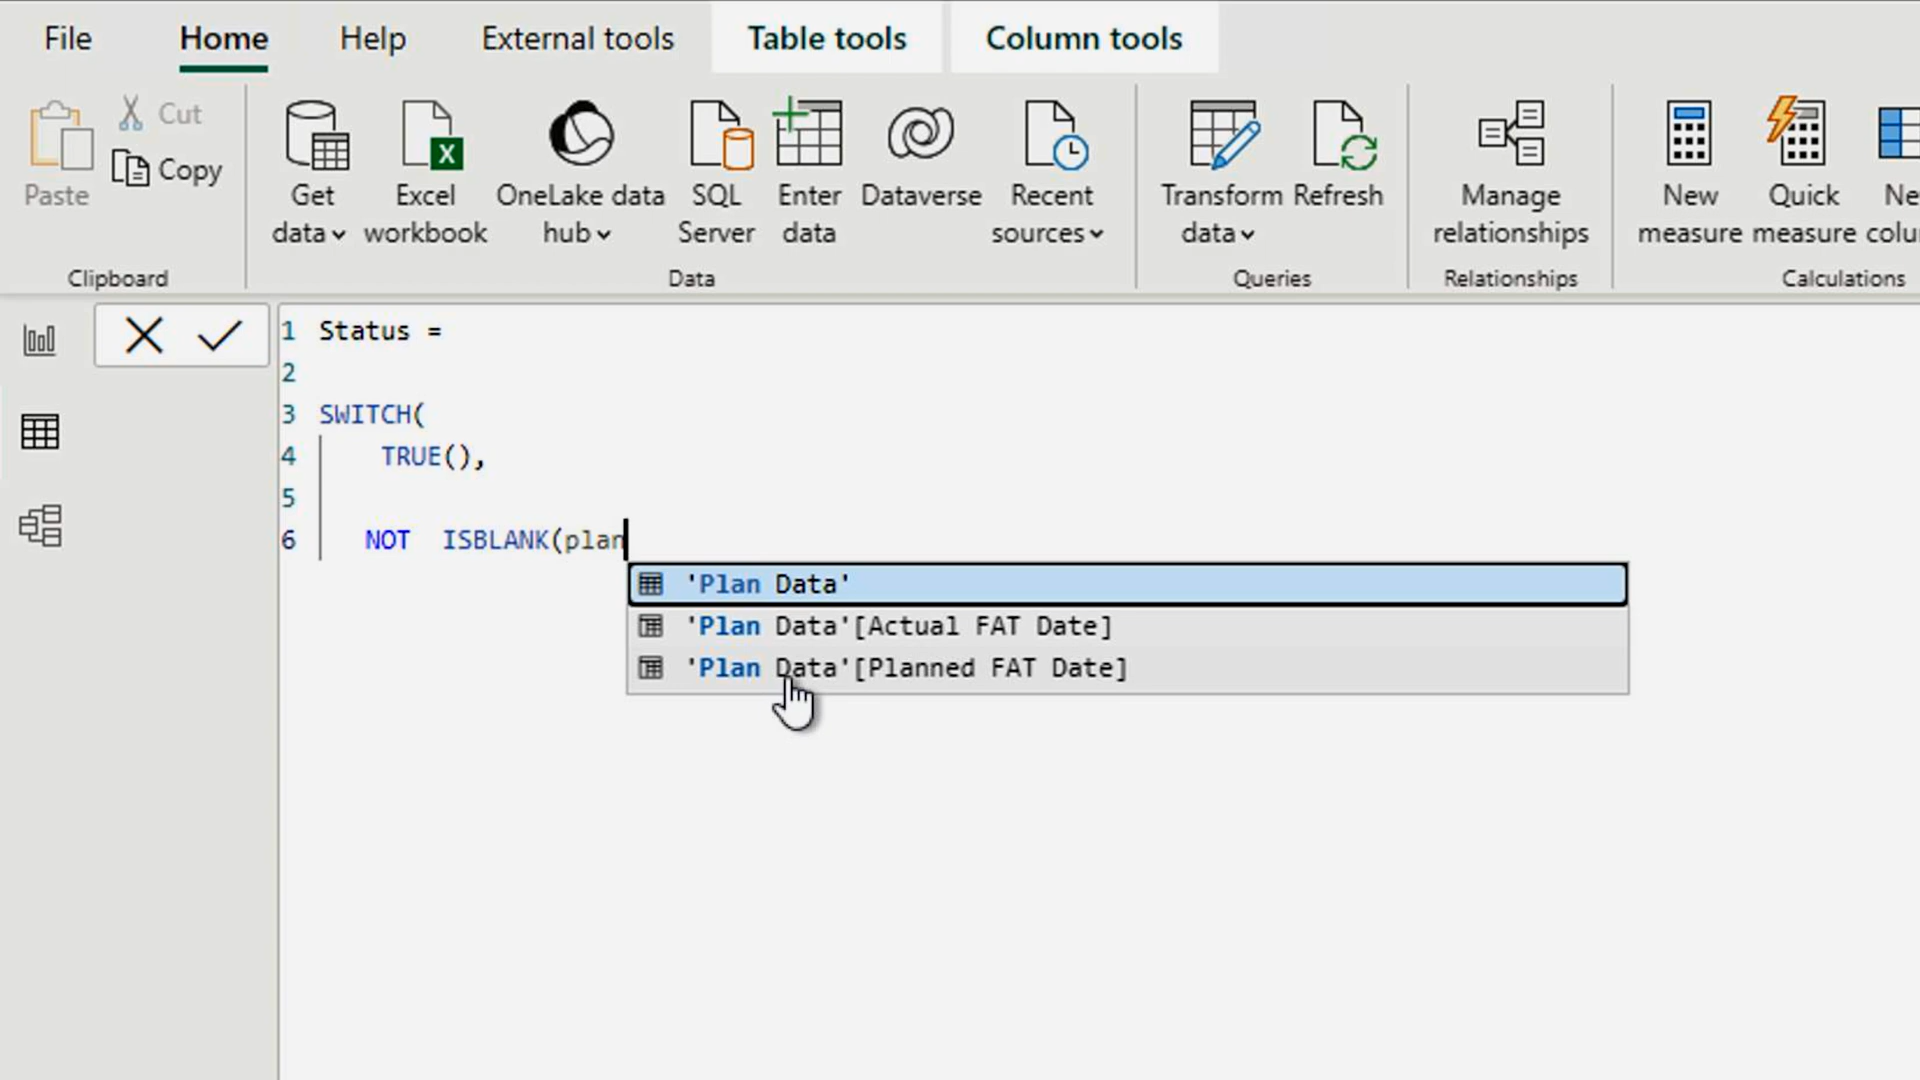 File Home Help External tools Table tools Column tools
Cut
Copy
Paste
Get data
Excel workbook
OneLake data hub
SQL Server
Enter data
Dataverse
Recent sources
Transform data
Refresh
Manage relationships
New measure
Quick measure
Clipboard Data Queries Relationships Calculations
1 Status =
2
3 SWITCH(
4 TRUE(),
5
6 NOT ISBLANK(plan
'Plan Data'
'Plan Data'[Actual FAT Date]
'Plan Data'[Planned FAT Date]